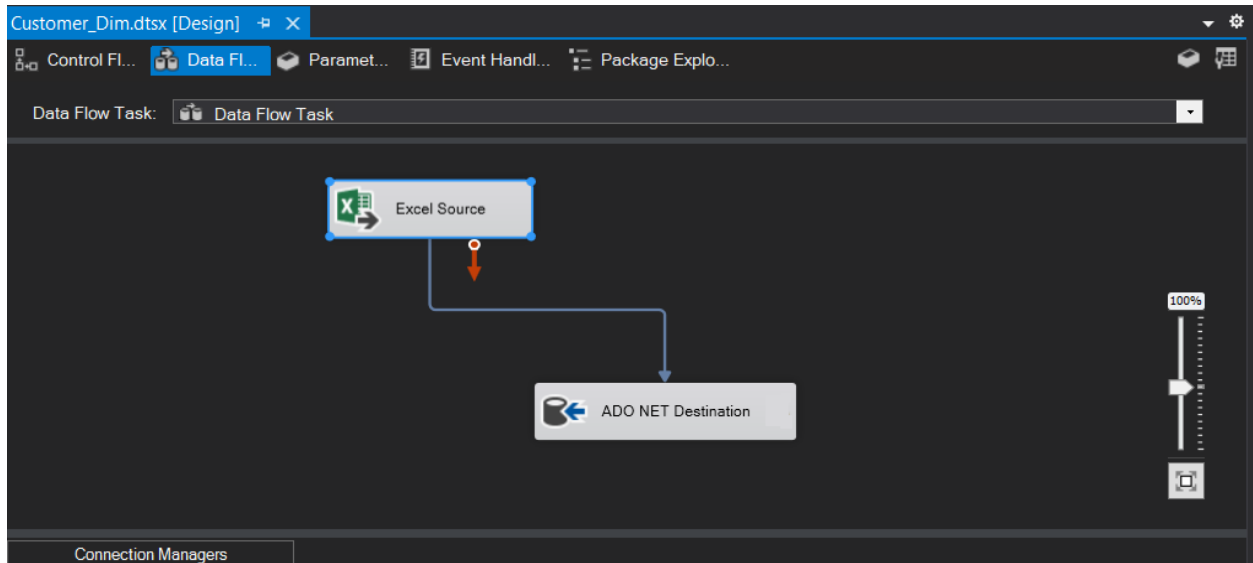 Customer_Dim.dtsx [Design]
Control Fl... Data Fl... Paramet... Event Handl... Package Explo...
Data Flow Task: Data Flow Task
Excel Source
100%
ADO NET Destination
Connection Managers